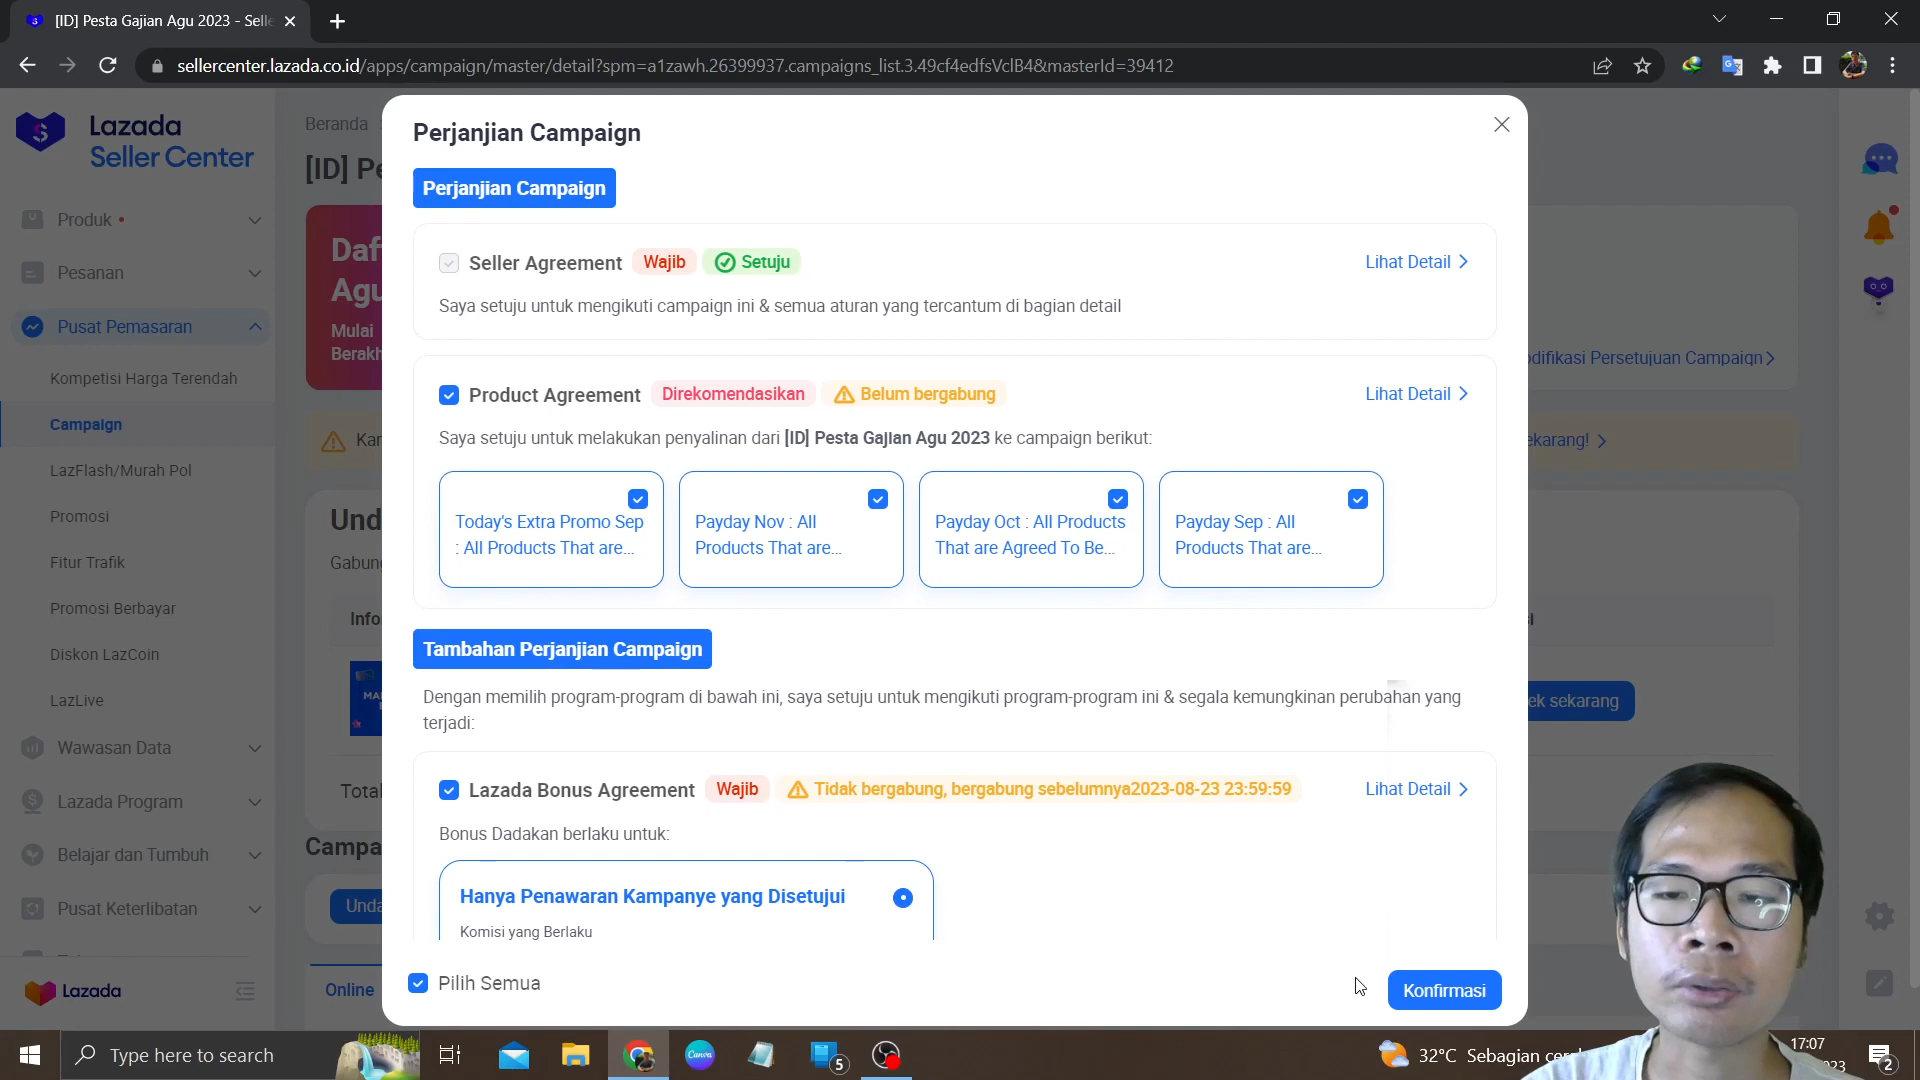 [ID] Pesta Gajian Agu 2023 - Selle
sellercenter.lazada.co.id/apps/campaign/master/detail?spm=a1zawh.26399937.campaigns_list.3.49cf4edfsVclB4&masterId=39412
Lazada
Seller Center
Produk
Pesanan
Pusat Pemasaran
Kompetisi Harga Terendah
Campaign
LazFlash/Murah Pol
Promosi
Fitur Trafik
Promosi Berbayar
Diskon LazCoin
LazLive
Wawasan Data
Lazada Program
Belajar dan Tumbuh
Pusat Keterlibatan
Lazada
Beranda
[ID] Pe
Daf
Agu
Mulai
Berakh
Kar
Und
Gabung
Info
Total
Campa
Unda
Online
Perjanjian Campaign
Perjanjian Campaign
Seller Agreement Wajib Setuju Lihat Detail
Saya setuju untuk mengikuti campaign ini & semua aturan yang tercantum di bagian detail
Product Agreement Direkomendasikan Belum bergabung Lihat Detail
Saya setuju untuk melakukan penyalinan dari [ID] Pesta Gajian Agu 2023 ke campaign berikut:
Today's Extra Promo Sep
: All Products That are...
Payday Nov : All
Products That are...
Payday Oct : All Products
That are Agreed To Be...
Payday Sep : All
Products That are...
Tambahan Perjanjian Campaign
Dengan memilih program-program di bawah ini, saya setuju untuk mengikuti program-program ini & segala kemungkinan perubahan yang
terjadi:
Lazada Bonus Agreement Wajib Tidak bergabung, bergabung sebelumnya2023-08-23 23:59:59 Lihat Detail
Bonus Dadakan berlaku untuk:
Hanya Penawaran Kampanye yang Disetujui
Komisi yang Berlaku
Pilih Semua
Konfirmasi
odifikasi Persetujuan Campaign
ekarang!
ek sekarang
Type here to search
Canva
5
32°C Sebagian cer
17:07
023
2